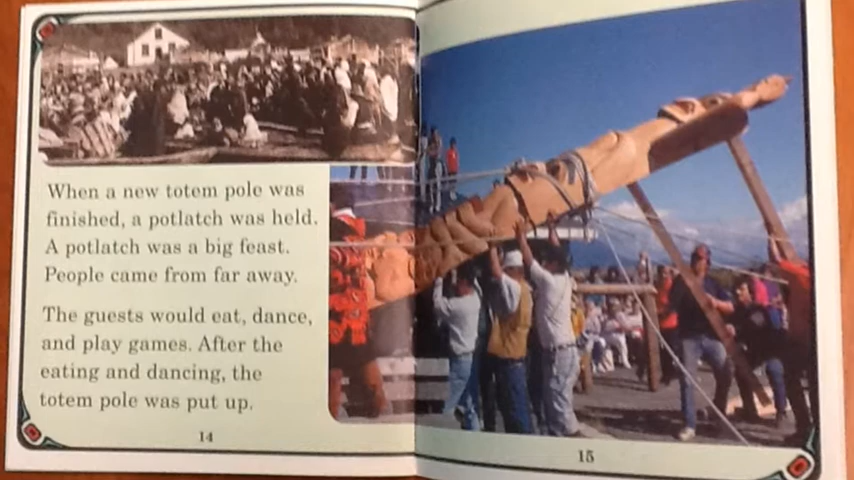 When a new totem pole was
finished, a potlatch was held.
A potlatch was a big feast.
People came from far away.
The guests would eat, dance,
and play games. After the
eating and dancing, the
totem pole was put up.
14
15